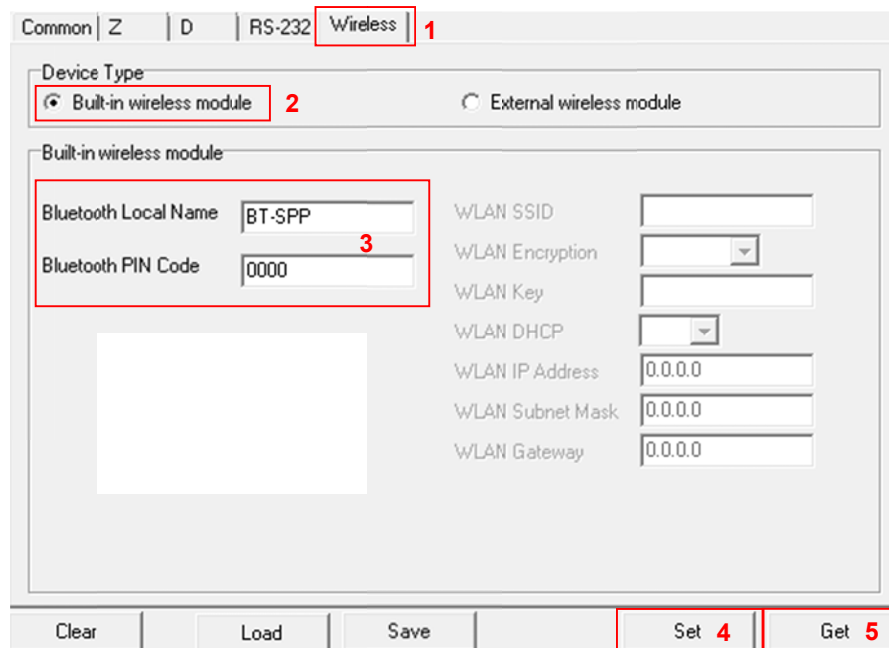 Common Z D RS-232 Wireless 1
Device Type
Built-in wireless module 2 External wireless module
Built-in wireless module
Bluetooth Local Name BT-SPP WLAN SSID
3
WLAN Encryption
Bluetooth PIN Code 0000
WLAN Key
WLAN DHCP
WLAN IP Address 0.0.0.0
WLAN Subnet Mask 0.0.0.0
WLAN Gateway 0.0.0.0
Clear Load Save Set 4 Get 5